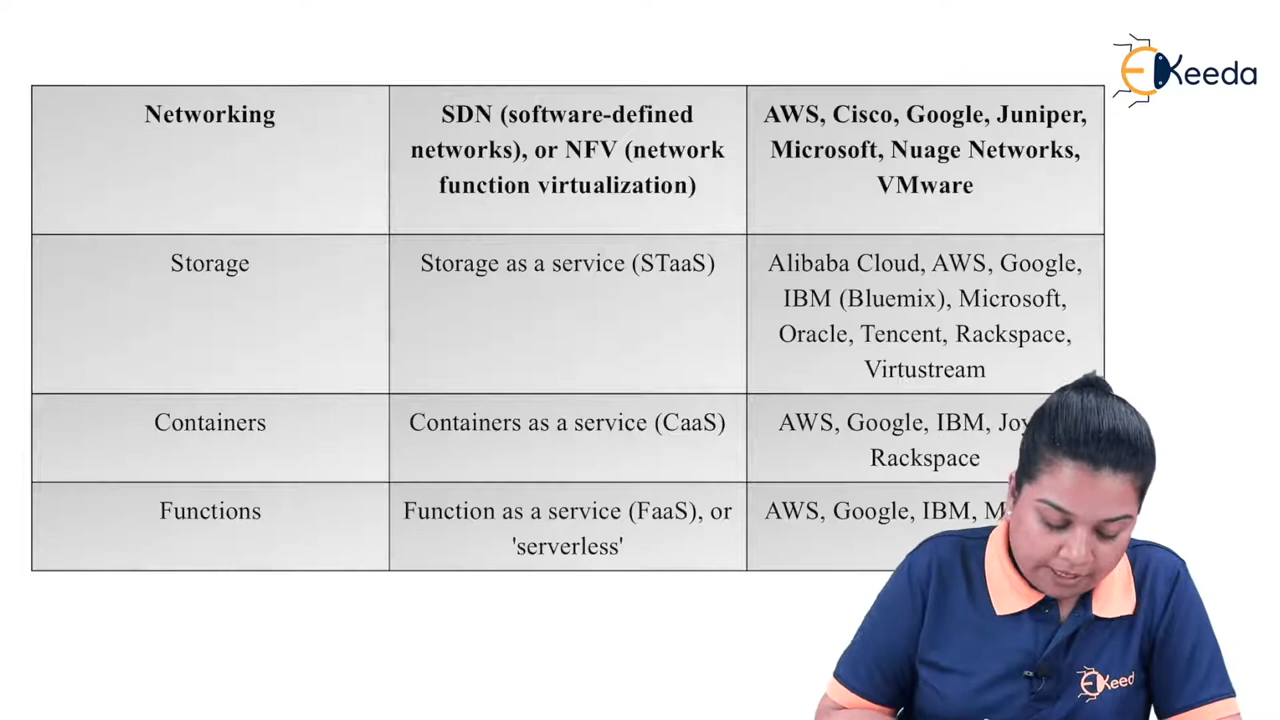 EKeeda
Networking
SDN (software-defined
networks), or NFV (network
function virtualization)
AWS, Cisco, Google, Juniper,
Microsoft, Nuage Networks,
VMware
Storage
Storage as a service (STaaS)
Alibaba Cloud, AWS, Google,
IBM (Bluemix), Microsoft,
Oracle, Tencent, Rackspace,
Virtustream
Containers
Containers as a service (CaaS)
AWS, Google, IBM,
Rackspace
Functions
Function as a service (FaaS), or
'serverless'
AWS, Google, IBM,
EKeeda